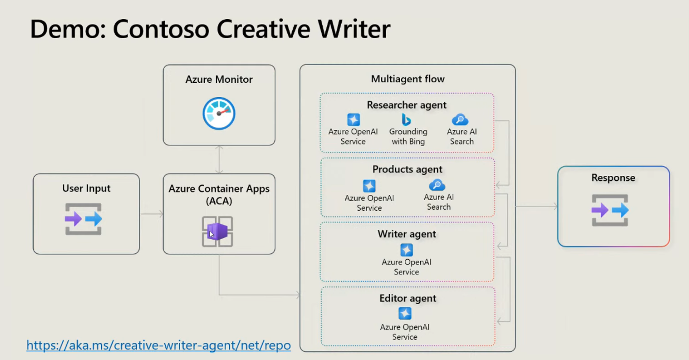 Demo: Contoso Creative Writer
Azure Monitor
Multiagent flow
Researcher agent
Azure OpenAI
Service
Grounding
with Bing
Azure AI
Search
User Input
Azure Container Apps
(ACA)
Products agent
Azure OpenAI
Service
Azure AI
Search
Response
Writer agent
Azure OpenAI
Service
Editor agent
Azure OpenAI
Service
https://aka.ms/creative-writer-agent/net/repo